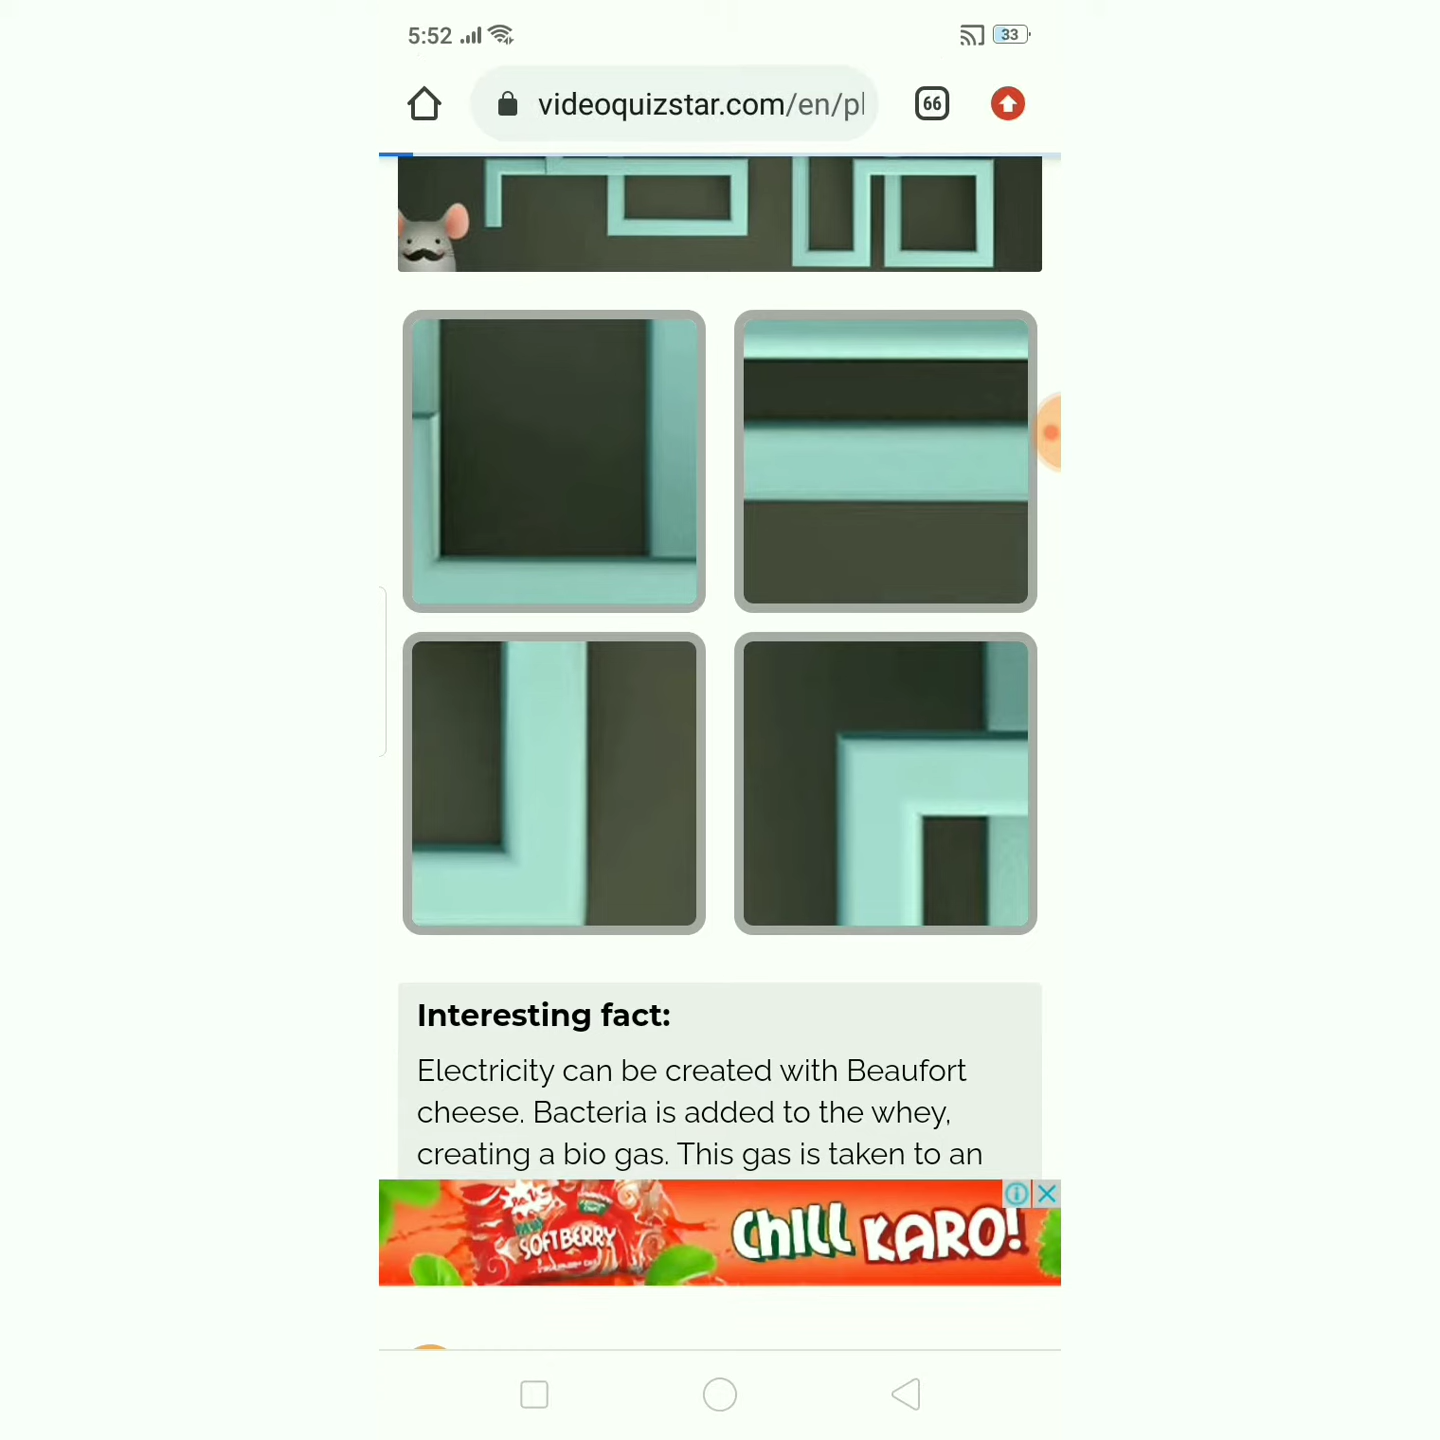 5:52
33
videoquizstar.com/en/pl
66
Interesting fact:
Electricity can be created with Beaufort
cheese. Bacteria is added to the whey,
creating a bio gas. This gas is taken to an
SOFTBERRY
CHILL KARO!